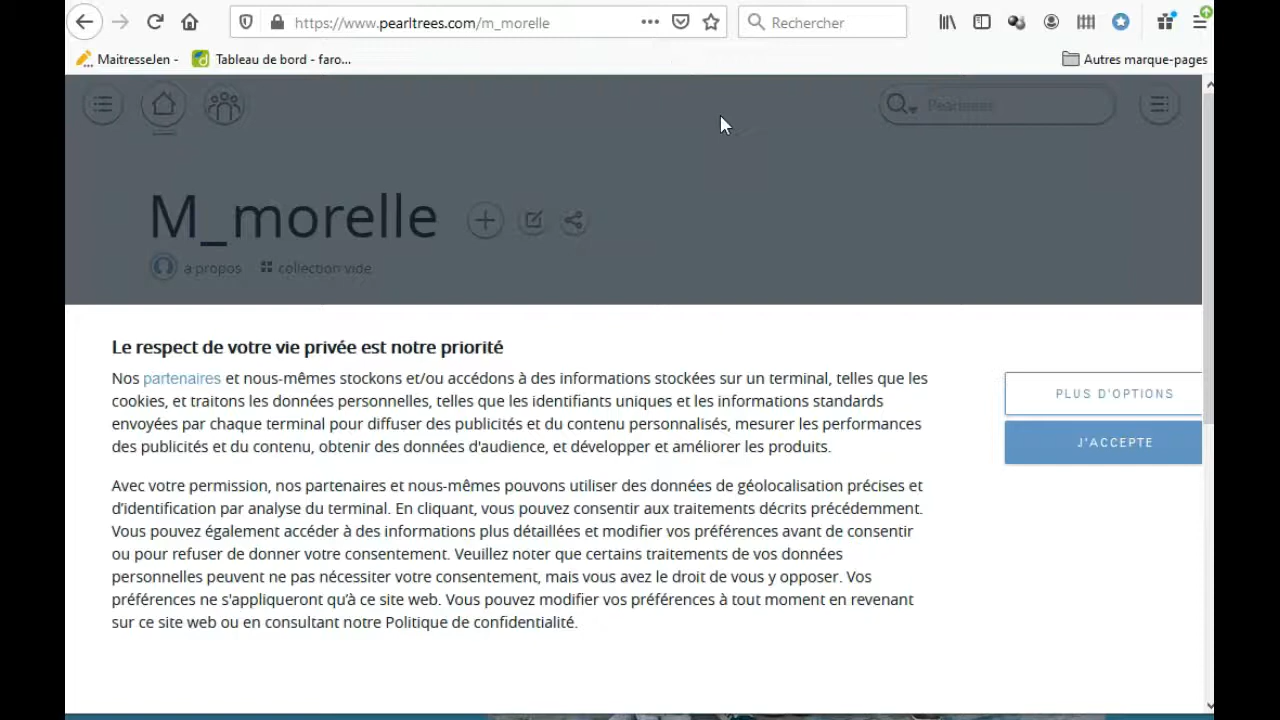 https://www.pearltrees.com/m_morelle
Rechercher
MaitresseJen -
Tableau de bord - faro...
Autres marque-pages
Pearltrees
M_morelle
a propos
collection vide
Le respect de votre vie privée est notre priorité
Nos partenaires et nous-mêmes stockons et/ou accédons à des informations stockées sur un terminal, telles que les
cookies, et traitons les données personnelles, telles que les identifiants uniques et les informations standards
envoyées par chaque terminal pour diffuser des publicités et du contenu personnalisés, mesurer les performances
des publicités et du contenu, obtenir des données d'audience, et développer et améliorer les produits.
Avec votre permission, nos partenaires et nous-mêmes pouvons utiliser des données de géolocalisation précises et
d'identification par analyse du terminal. En cliquant, vous pouvez consentir aux traitements décrits précédemment.
Vous pouvez également accéder à des informations plus détaillées et modifier vos préférences avant de consentir
ou pour refuser de donner votre consentement. Veuillez noter que certains traitements de vos données
personnelles peuvent ne pas nécessiter votre consentement, mais vous avez le droit de vous y opposer. Vos
préférences ne s'appliqueront qu'à ce site web. Vous pouvez modifier vos préférences à tout moment en revenant
sur ce site web ou en consultant notre Politique de confidentialité.
PLUS D'OPTIONS
J'ACCEPTE